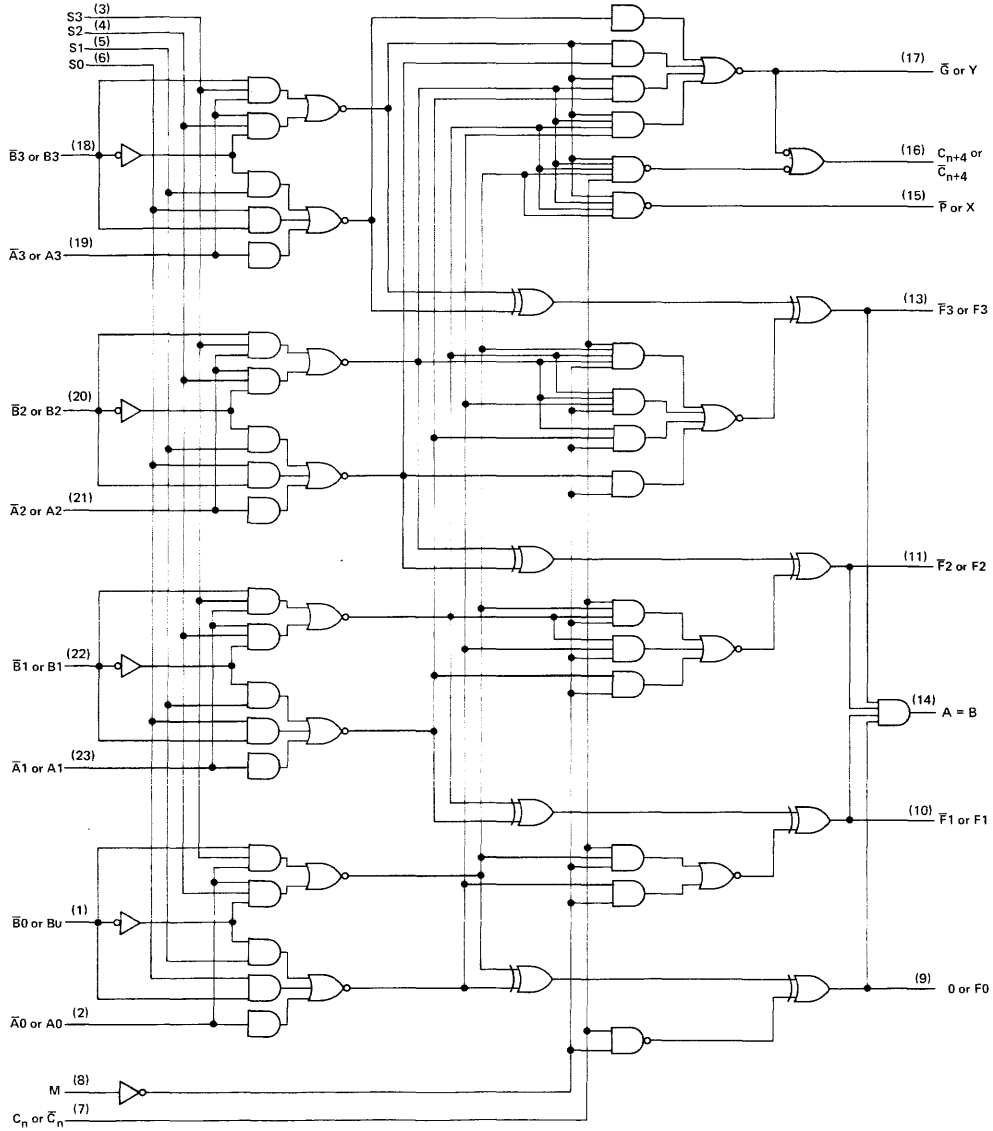 S3 (3)
S2 (4)
S1 (5)
S0 (6)
(17) G̅ or Y
B̅3 or B3 (18)
(16) Cn+4 or
C̅n+4
(15) P̅ or X
A̅3 or A3 (19)
(13) F̅3 or F3
B̅2 or B2 (20)
A̅2 or A2 (21)
(11) F̅2 or F2
B̅1 or B1 (22)
(14) A = B
A̅1 or A1 (23)
(10) F̅1 or F1
B̅0 or B0 (1)
(9) 0 or F0
A̅0 or A0 (2)
M (8)
Cn or C̅n (7)